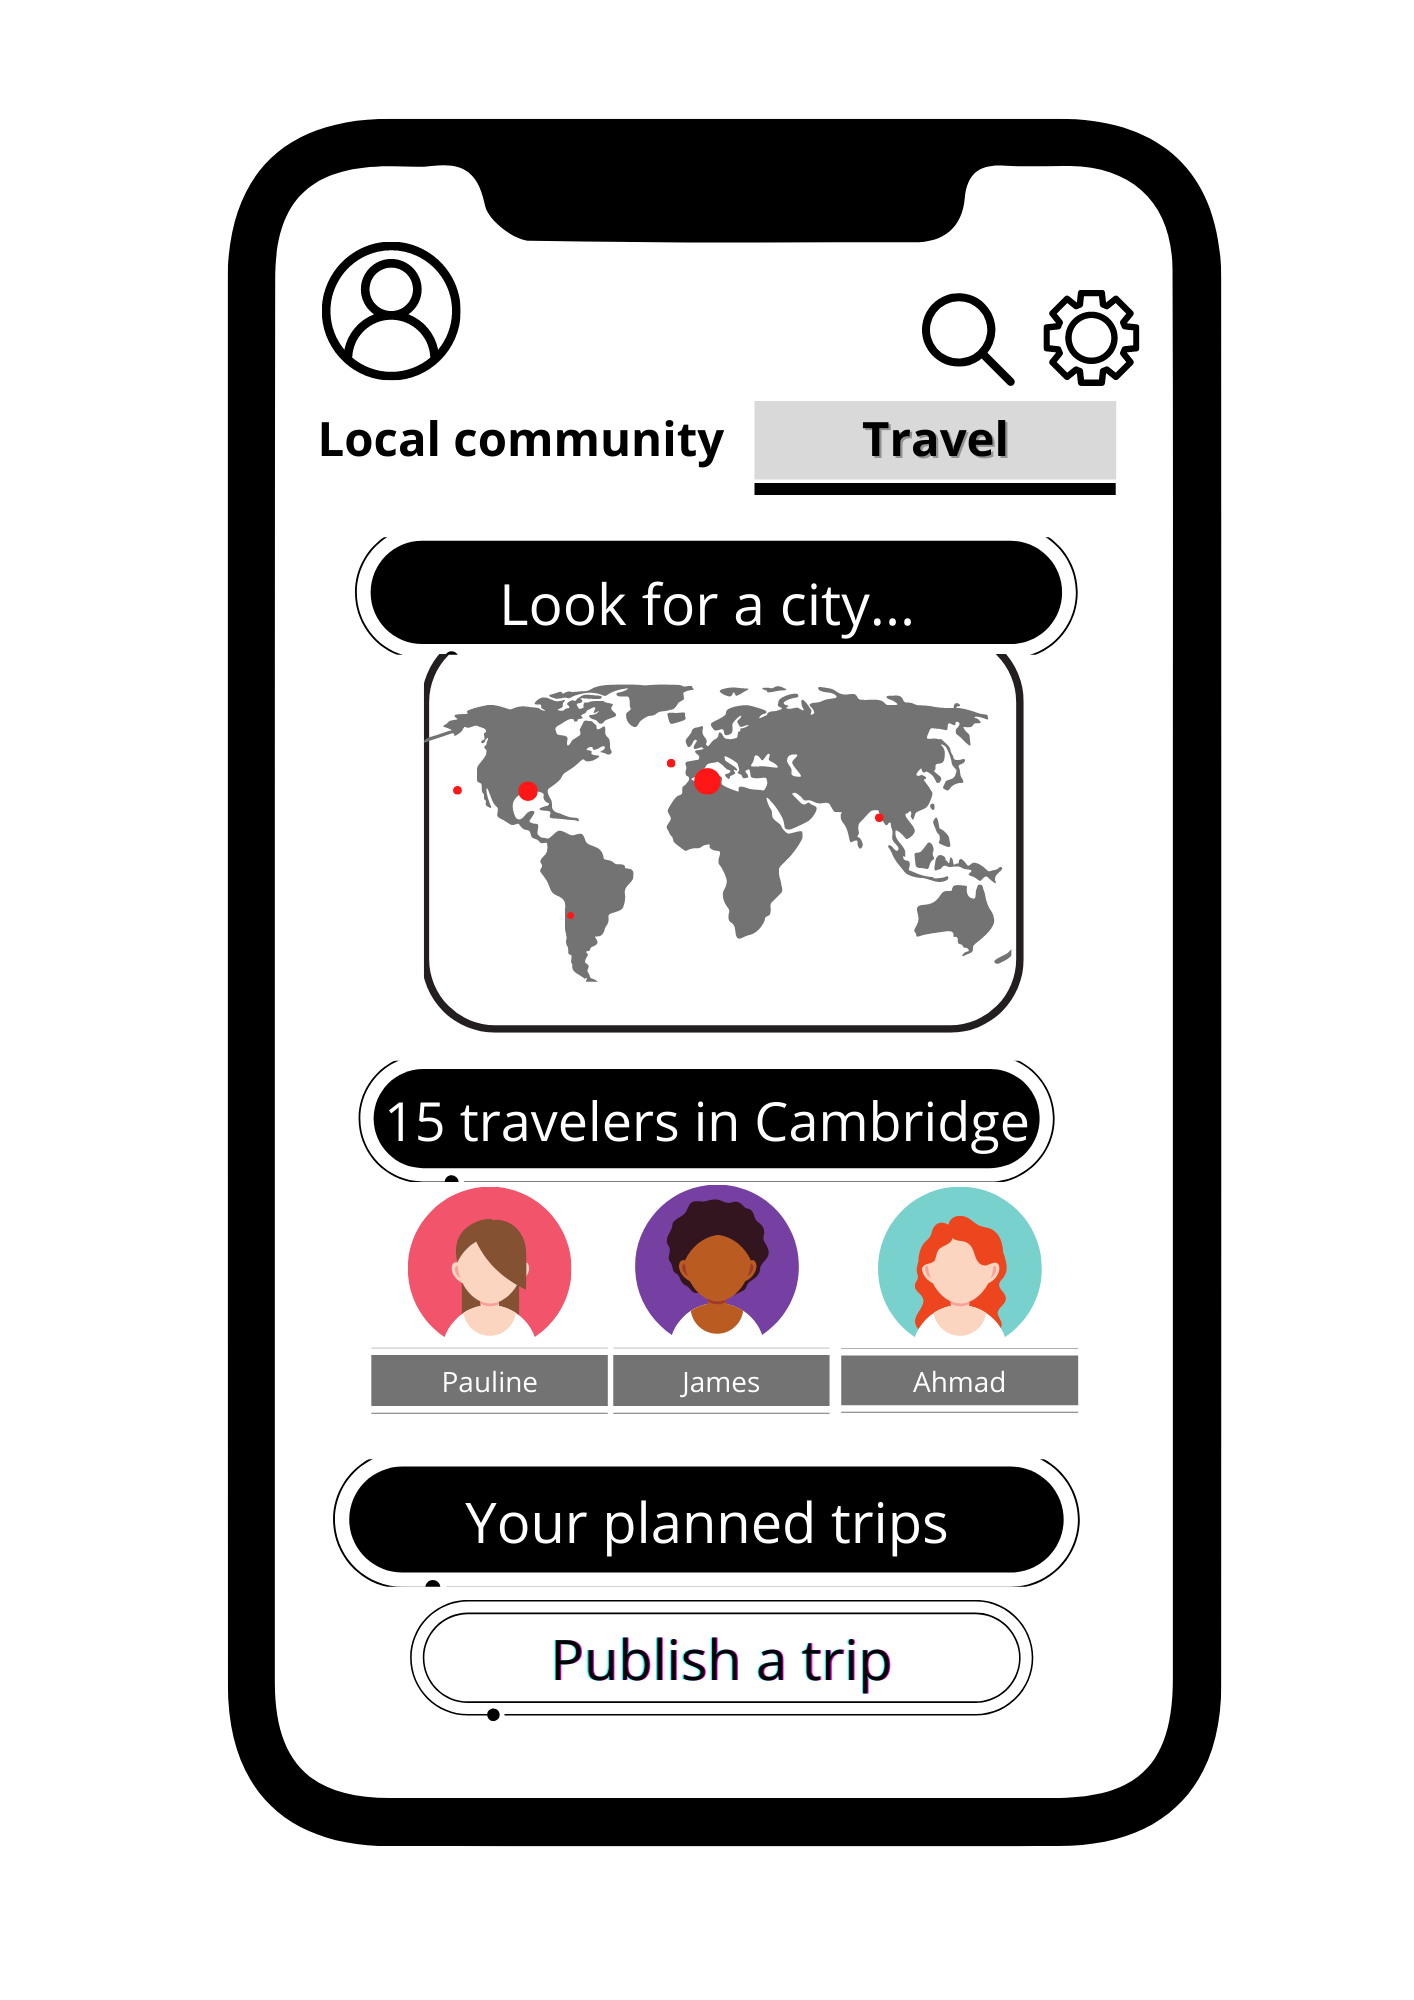 Local community
Travel
Look for a city...
15 travelers in Cambridge
Pauline
James
Ahmad
Your planned trips
Publish a trip